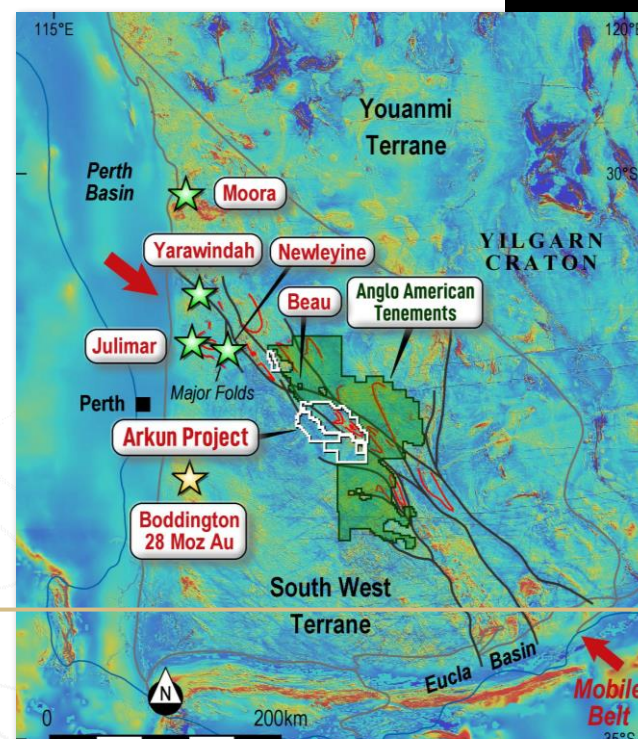 115°E
120°E
Youanmi
Terrane
Perth
Basin
30°S
Moora
YILGARN
CRATON
Yarawindah
Newleyine
Beau
Anglo American
Tenements
Julimar
Major Folds
Perth
Arkun Project
Boddington
28 Moz Au
South West
Terrane
Eucla Basin
Mobile
Belt
N
0
200km
35°S